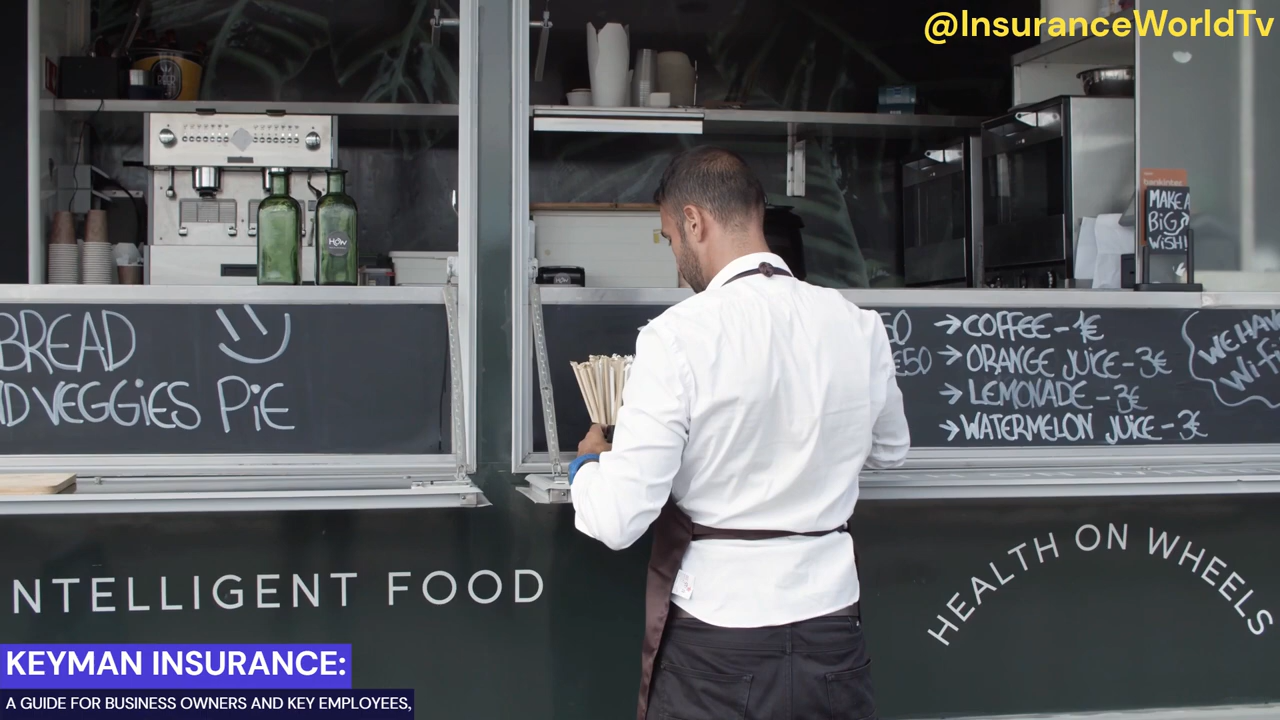 @InsuranceWorldTv
MAKE A
BiG
WiSH!
BREAD
VEGGiES PiE
→COFFEE-1€
→ORANGE JUiCE-3€
→LEMONADE-3€
→WATERMELON JUiCE-3€
WE HAVE
Wi-Fi
NTELLIGENT FOOD
HEALTH ON WHEELS
KEYMAN INSURANCE:
A GUIDE FOR BUSINESS OWNERS AND KEY EMPLOYEES,